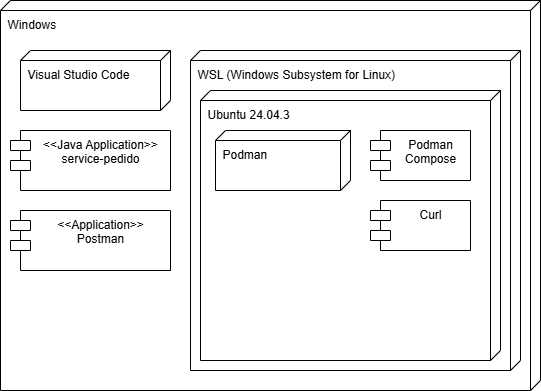 Windows
Visual Studio Code
<<Java Application>>
service-pedido
<<Application>>
Postman
WSL (Windows Subsystem for Linux)
Ubuntu 24.04.3
Podman
Podman
Compose
Curl